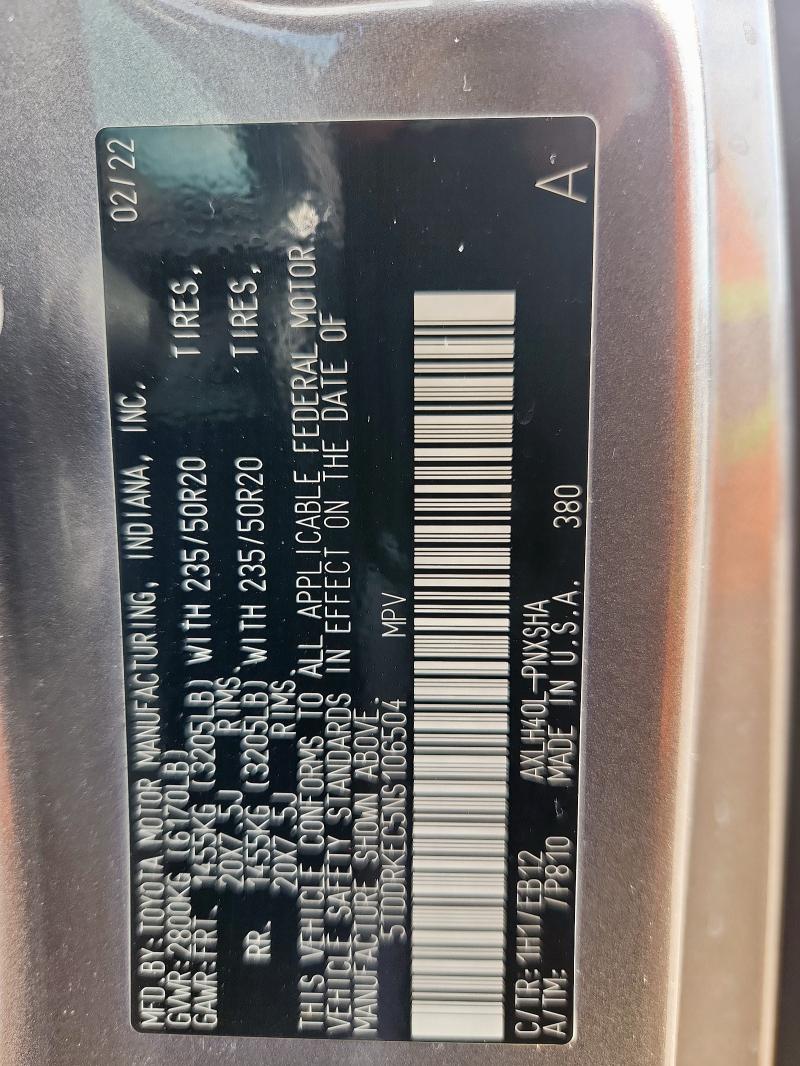 MFD.BY:TOYOTA MOTOR MANUFACTURING, INDIANA, INC. 02/22
GVWR:2800KG (6170LB)
GAWR:FRT. 1455KG (3205LB) WITH 235/50R20 TIRES,
20X7.5J RIMS.
RR. 1455KG (3205LB) WITH 235/50R20 TIRES,
20X7.5J RIMS.
THIS VEHICLE CONFORMS TO ALL APPLICABLE FEDERAL MOTOR
VEHICLE SAFETY STANDARDS IN EFFECT ON THE DATE OF
MANUFACTURE SHOWN ABOVE.
5TDDRKEC5NS106504 MPV
C/TR:1H1/EB12 AXLH40L-PNXSHA
A/TM: /P810 MADE IN U.S.A. 380 A